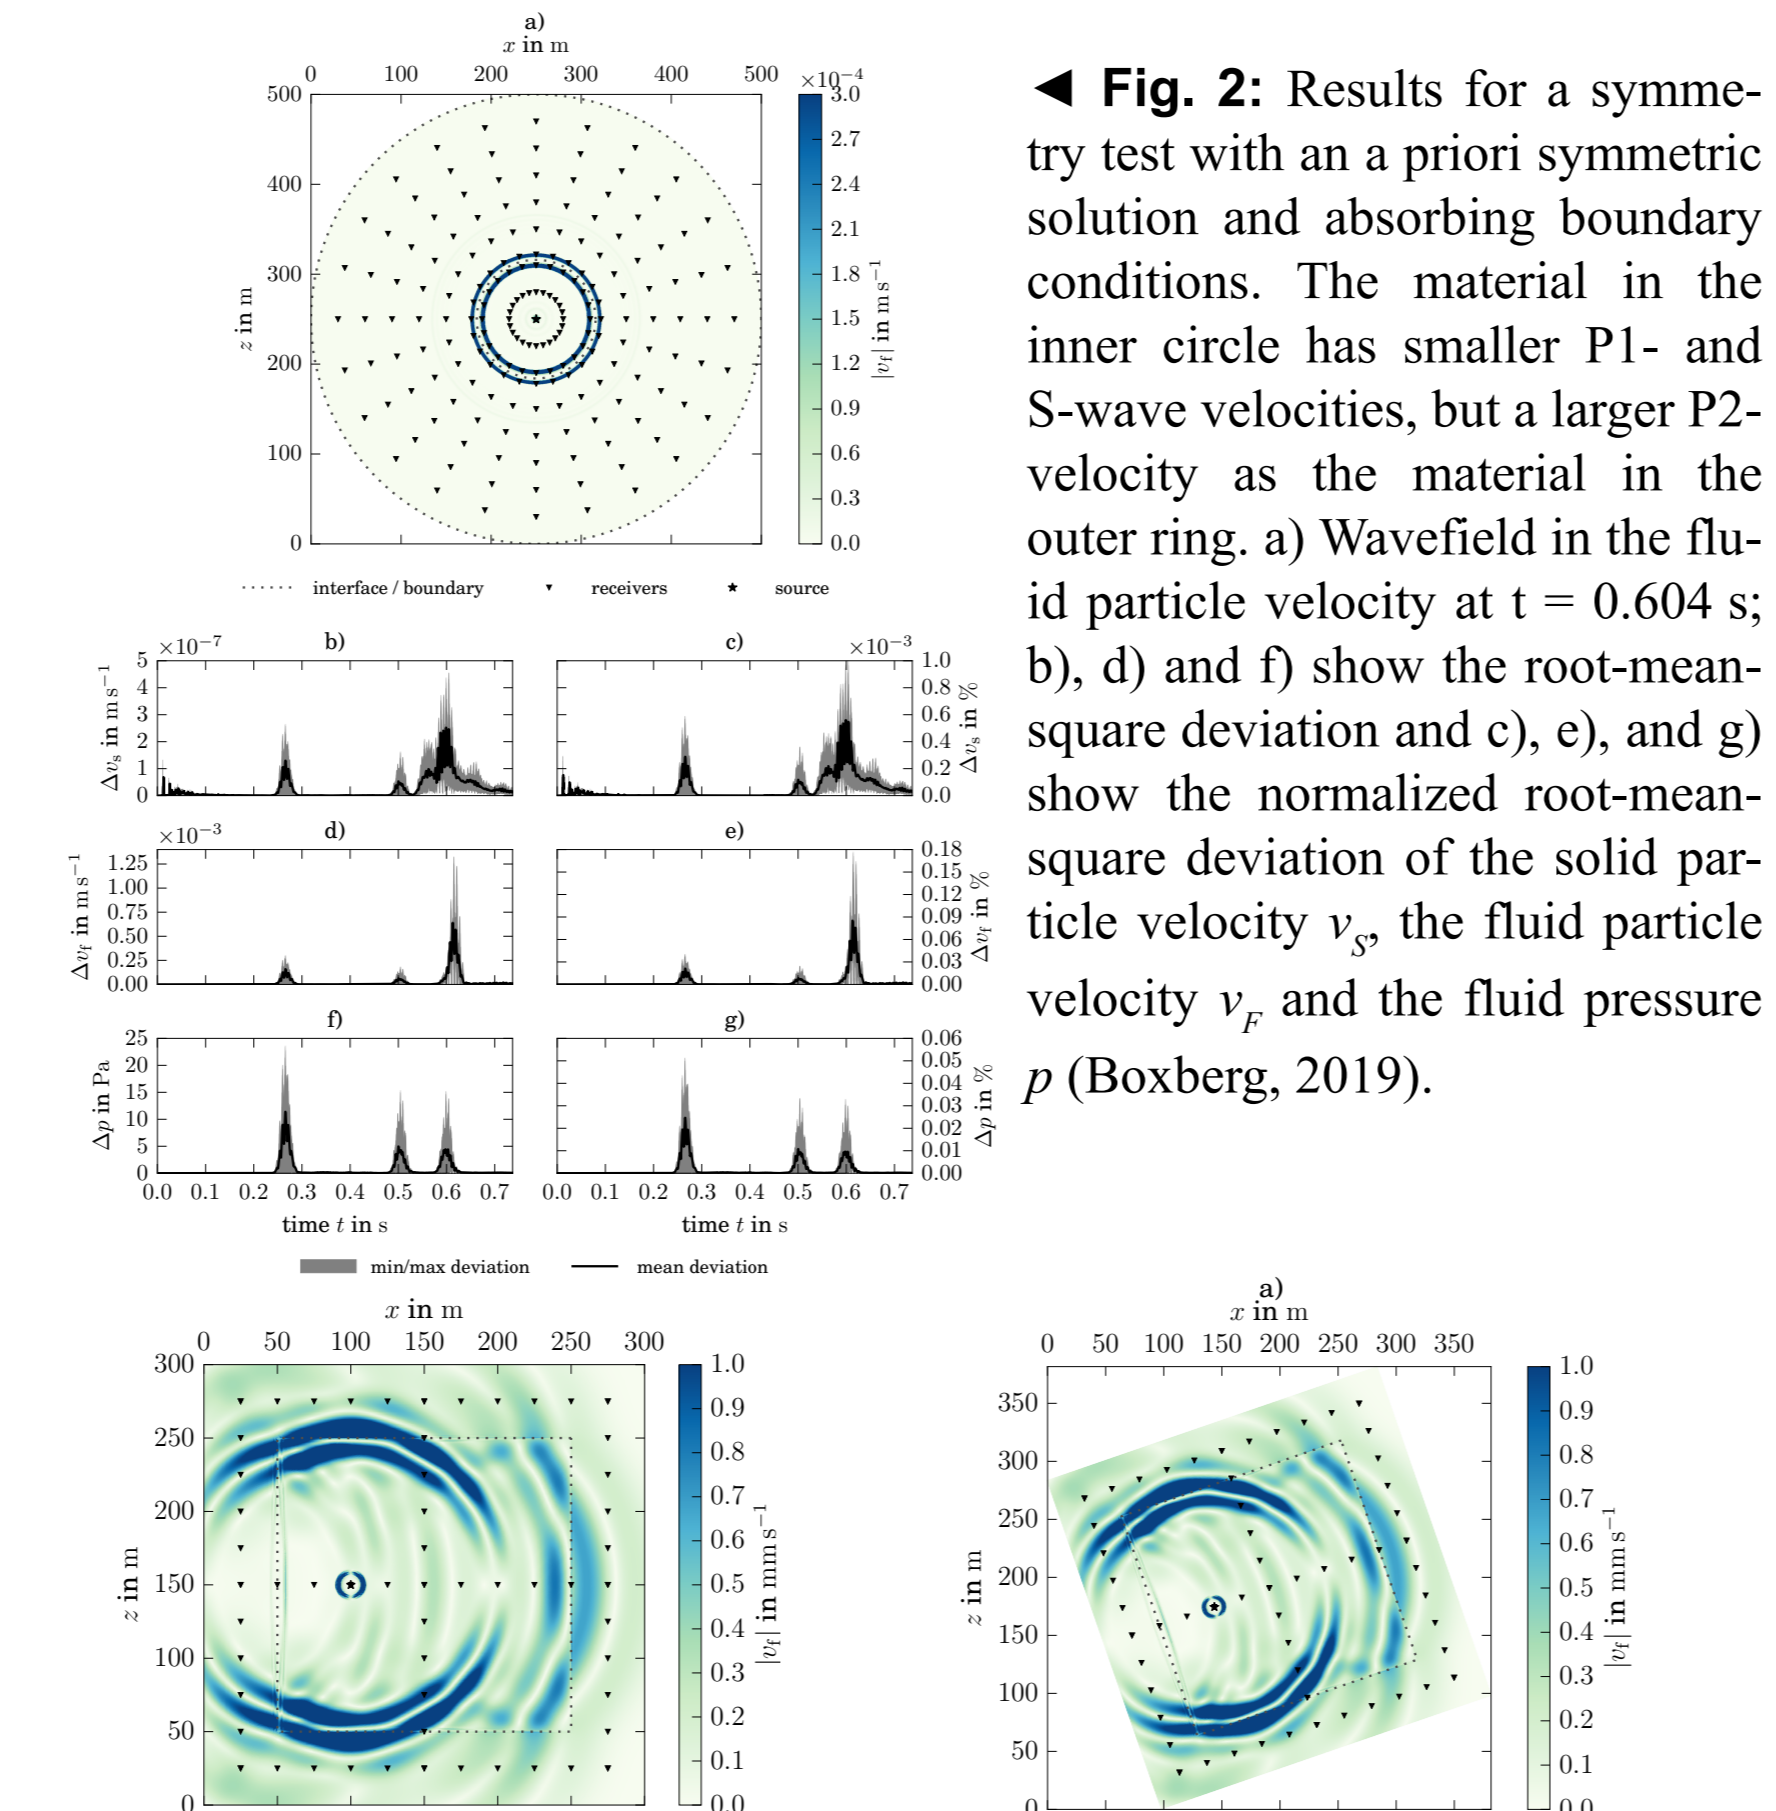 a)
x in m
0 100 200 300 400 500
×10−4
500
400
300
200
100
0
z in m
3.0
2.7
2.4
2.1
1.8
1.5
1.2
0.9
0.6
0.3
0.0
|vf| in m s−1
interface / boundary receivers source
b)
×10−7
5
4
3
2
1
0
Δvs in m s−1
c)
×10−3
1.0
0.8
0.6
0.4
0.2
0.0
Δvs in %
d)
×10−3
1.25
1.00
0.75
0.50
0.25
0.00
Δvf in m s−1
e)
0.18
0.15
0.12
0.09
0.06
0.03
0.00
Δvf in %
f)
25
20
15
10
5
0
Δp in Pa
0.0 0.1 0.2 0.3 0.4 0.5 0.6 0.7
time t in s
g)
0.06
0.05
0.04
0.03
0.02
0.01
0.00
Δp in %
0.0 0.1 0.2 0.3 0.4 0.5 0.6 0.7
time t in s
min/max deviation mean deviation
◄ Fig. 2: Results for a symme-
try test with an a priori symmetric
solution and absorbing boundary
conditions. The material in the
inner circle has smaller P1- and
S-wave velocities, but a larger P2-
velocity as the material in the
outer ring. a) Wavefield in the flu-
id particle velocity at t = 0.604 s;
b), d) and f) show the root-mean-
square deviation and c), e), and g)
show the normalized root-mean-
square deviation of the solid par-
ticle velocity vS, the fluid particle
velocity vF and the fluid pressure
p (Boxberg, 2019).
x in m
0 50 100 150 200 250 300
300
250
200
150
100
50
0
z in m
1.0
0.9
0.8
0.7
0.6
0.5
0.4
0.3
0.2
0.1
0.0
|vf| in mm s−1
a)
x in m
0 50 100 150 200 250 300 350
350
300
250
200
150
100
50
0
z in m
1.0
0.9
0.8
0.7
0.6
0.5
0.4
0.3
0.2
0.1
0.0
|vf| in mm s−1